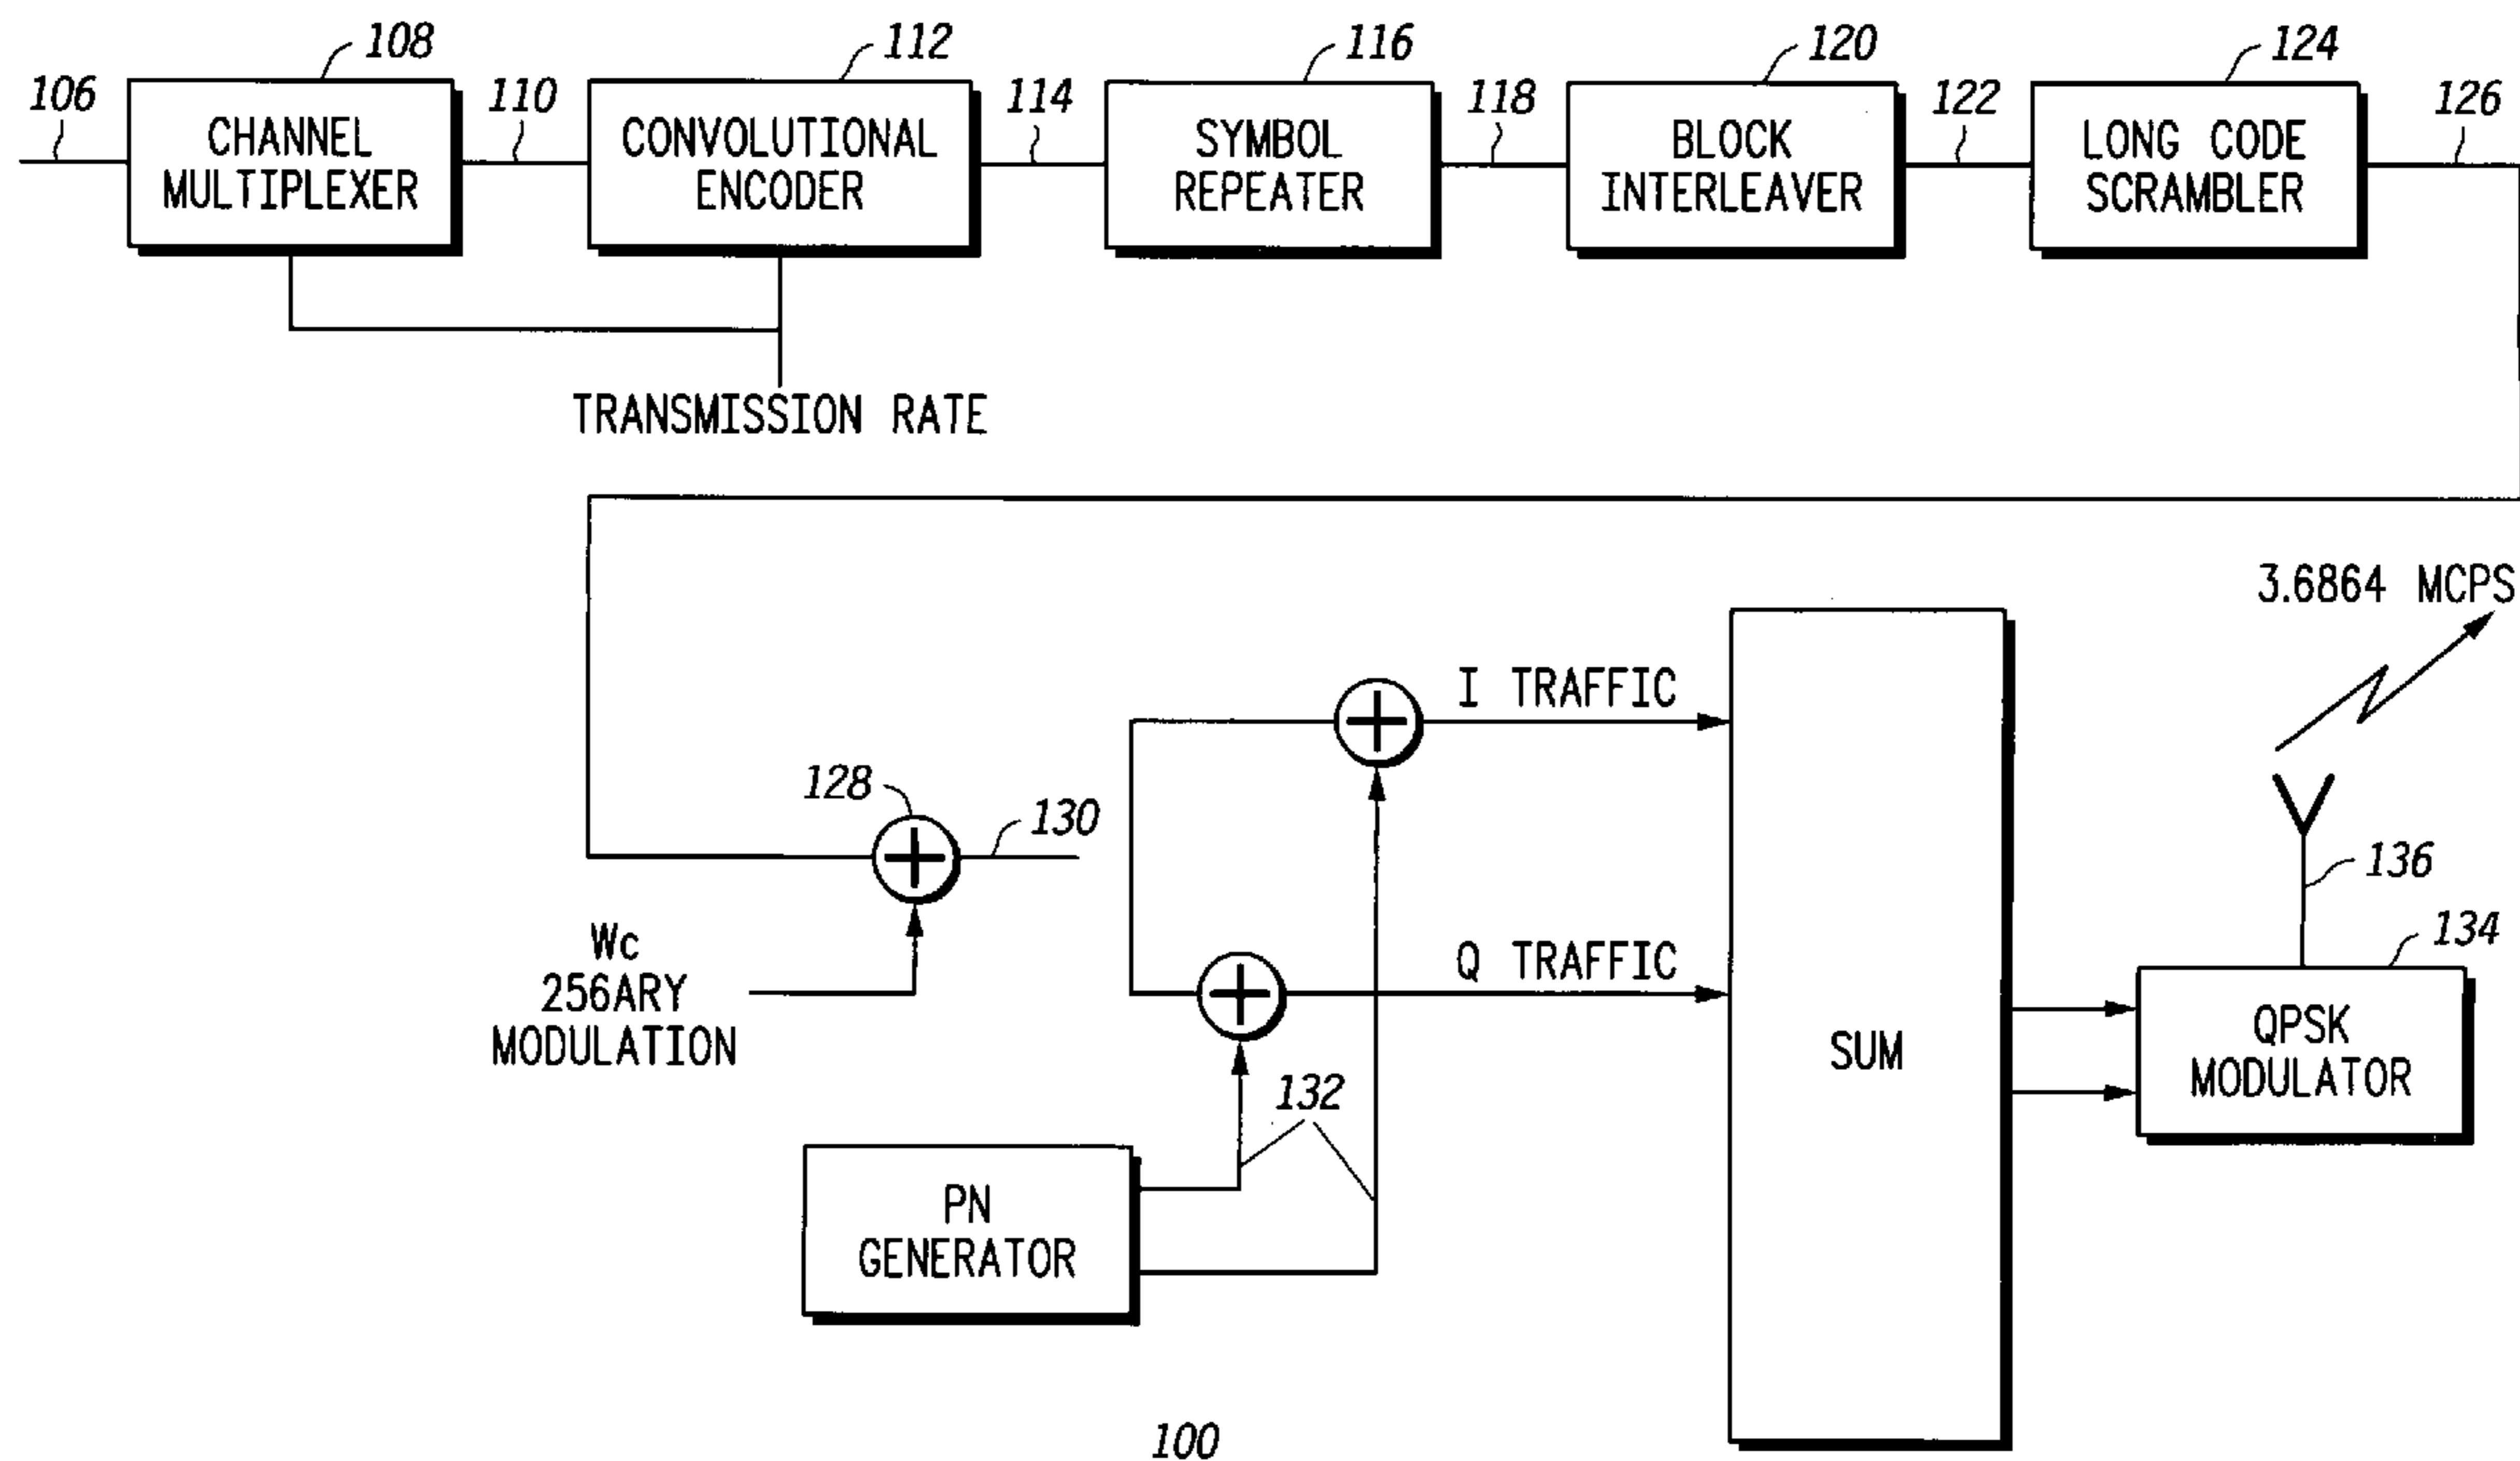 108
112
116
120
124
106
110
114
118
122
126
CHANNEL
MULTIPLEXER
CONVOLUTIONAL
ENCODER
SYMBOL
REPEATER
BLOCK
INTERLEAVER
LONG CODE
SCRAMBLER
TRANSMISSION RATE
3.6864 MCPS
I TRAFFIC
128
130
136
Wc
256ARY
MODULATION
Q TRAFFIC
134
SUM
QPSK
MODULATOR
132
PN
GENERATOR
100